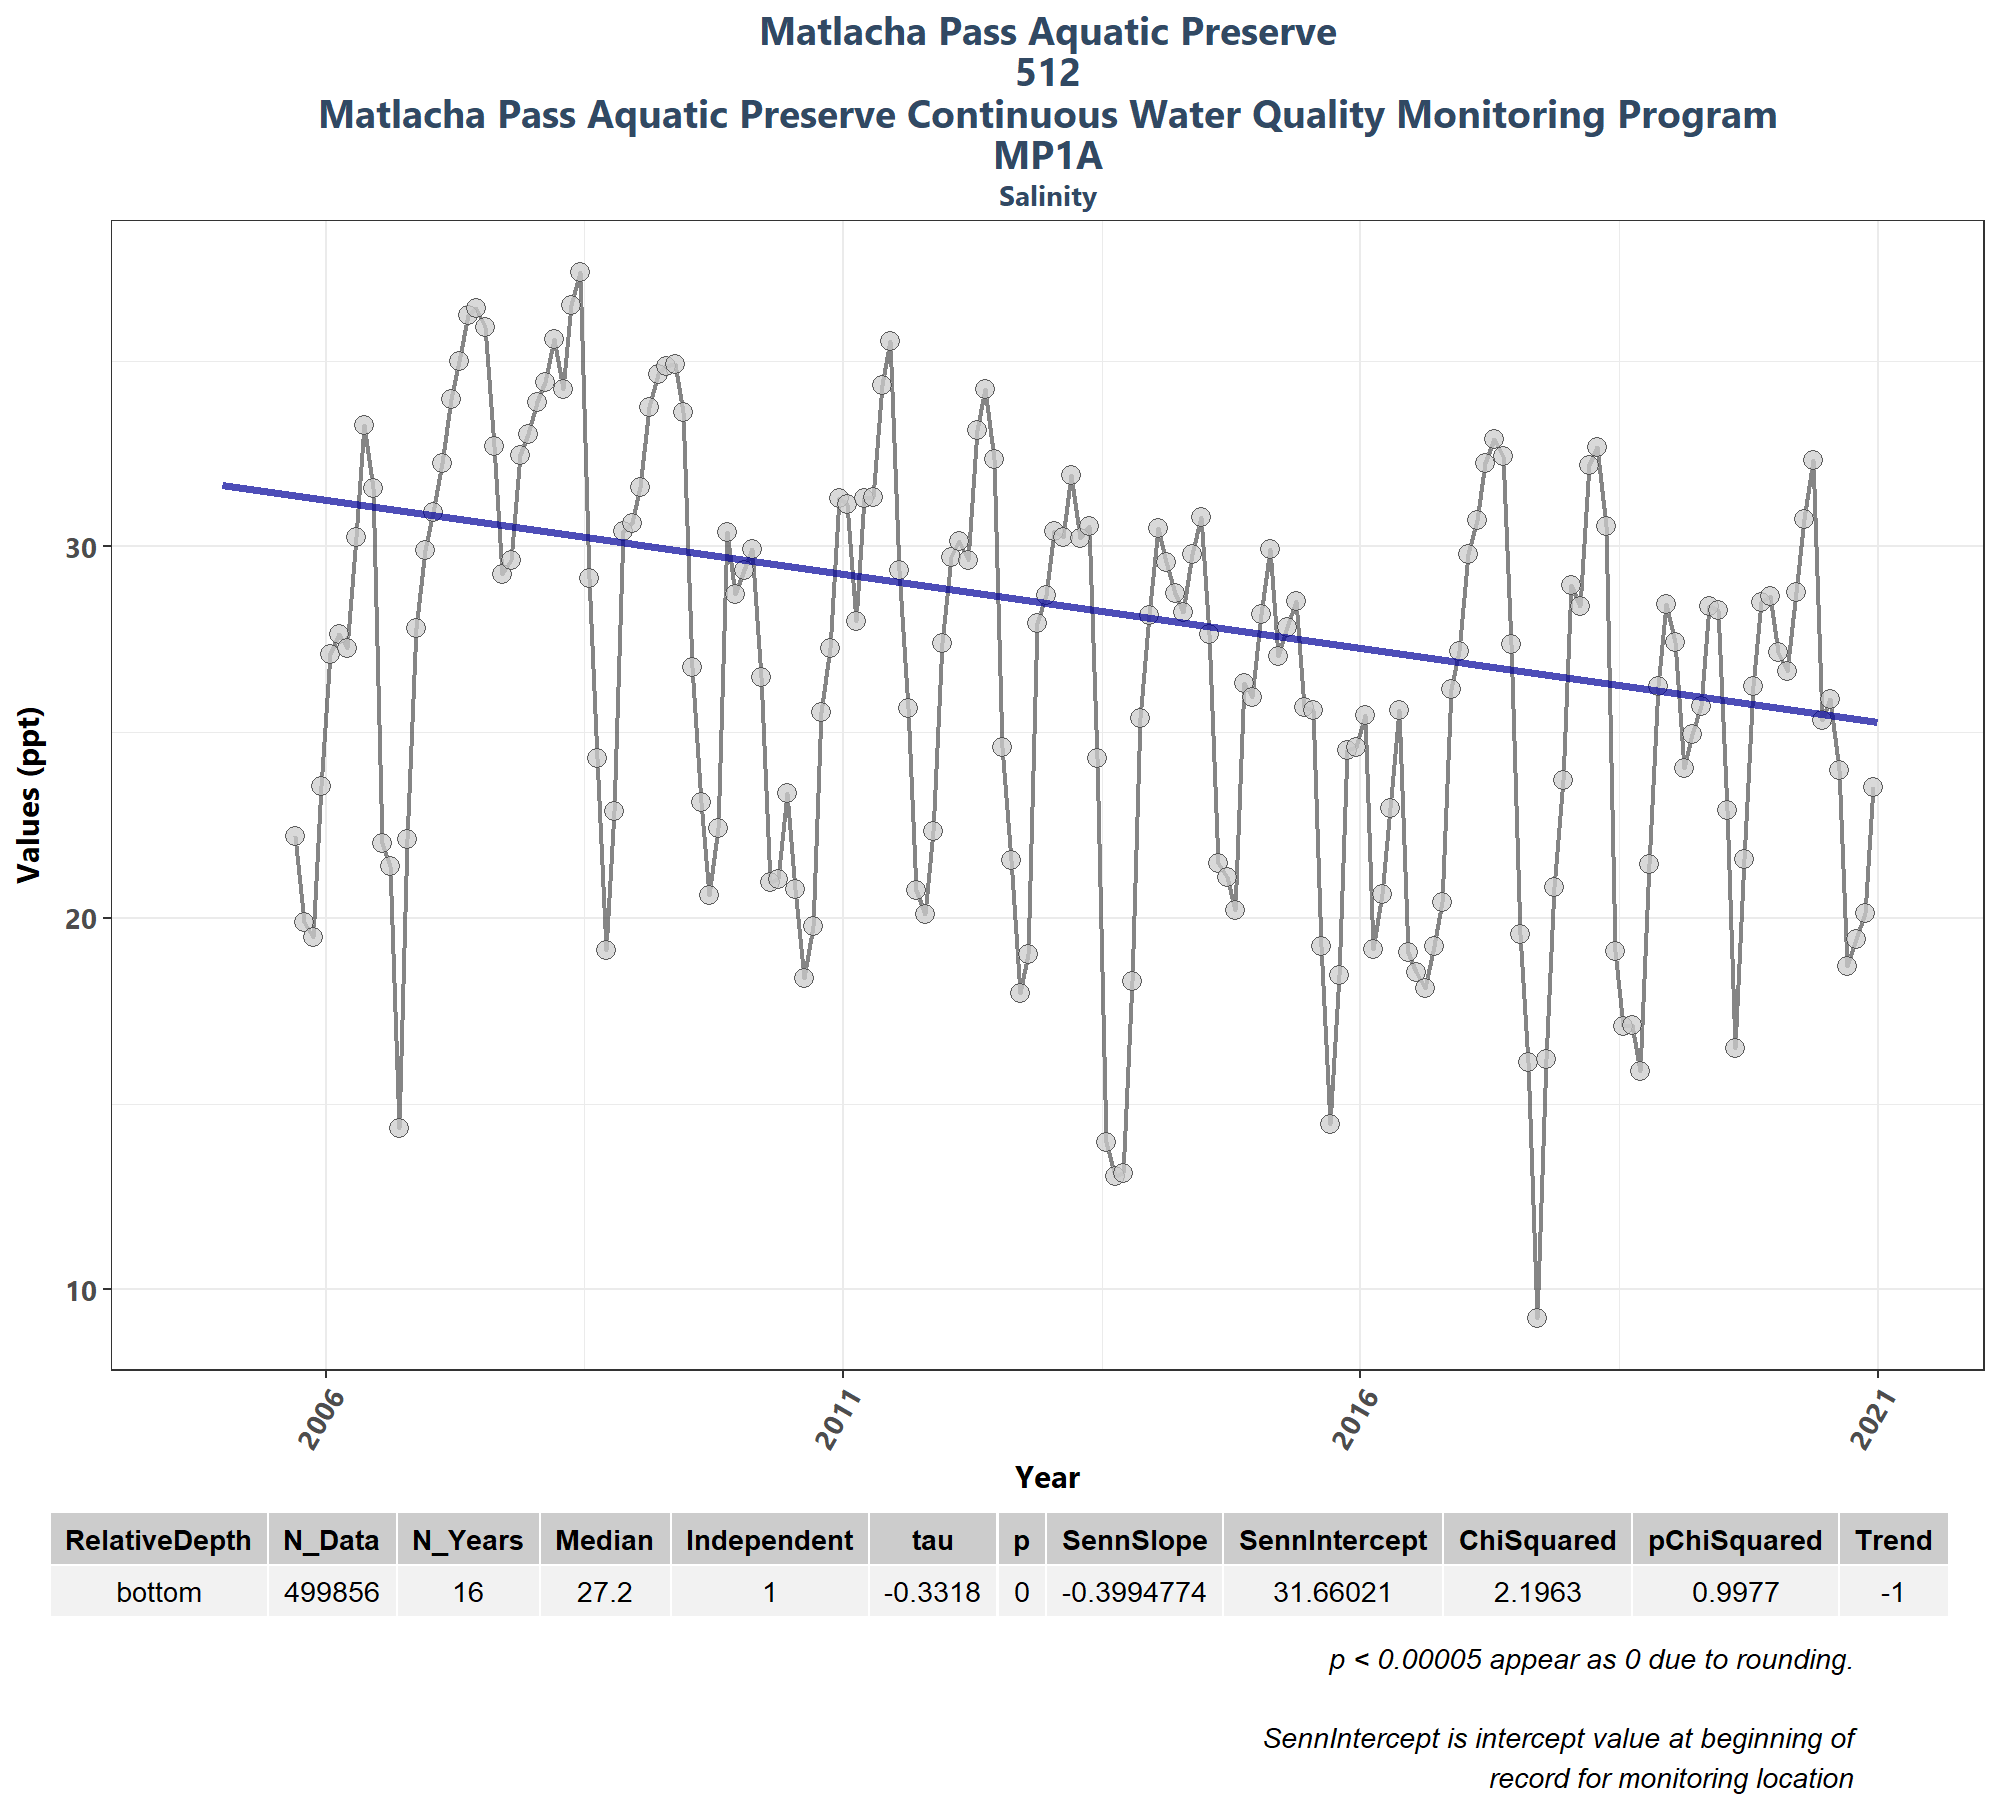 Matlacha Pass Aquatic Preserve
512
Matlacha Pass Aquatic Preserve Continuous Water Quality Monitoring Program
MP1A
Salinity
Values (ppt)
30
20
10
2006
2011
2016
2021
Year
RelativeDepth N_Data N_Years Median Independent tau p SennSlope SennIntercept ChiSquared pChiSquared Trend
bottom 499856 16 27.2 1 -0.3318 0 -0.3994774 31.66021 2.1963 0.9977 -1
p < 0.00005 appear as 0 due to rounding.
SennIntercept is intercept value at beginning of
record for monitoring location